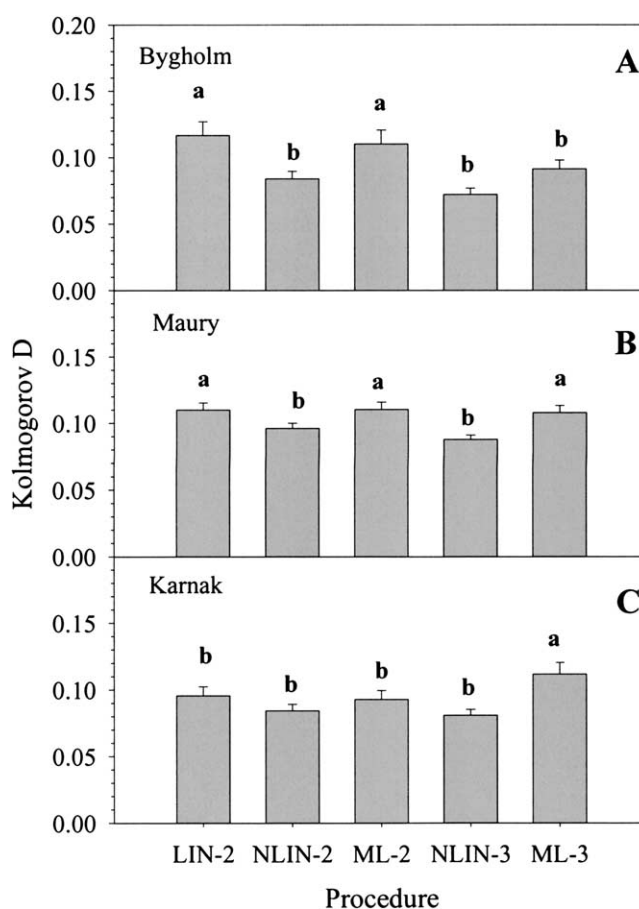 0.20
Bygholm
A
0.15
a
a
b
b
b
0.10
0.05
0.00
Kolmogorov D
Maury
B
0.15
a
b
a
b
a
0.10
0.05
0.00
Karnak
C
0.15
b
b
b
b
a
0.10
0.05
0.00
LIN-2 NLIN-2 ML-2 NLIN-3 ML-3
Procedure